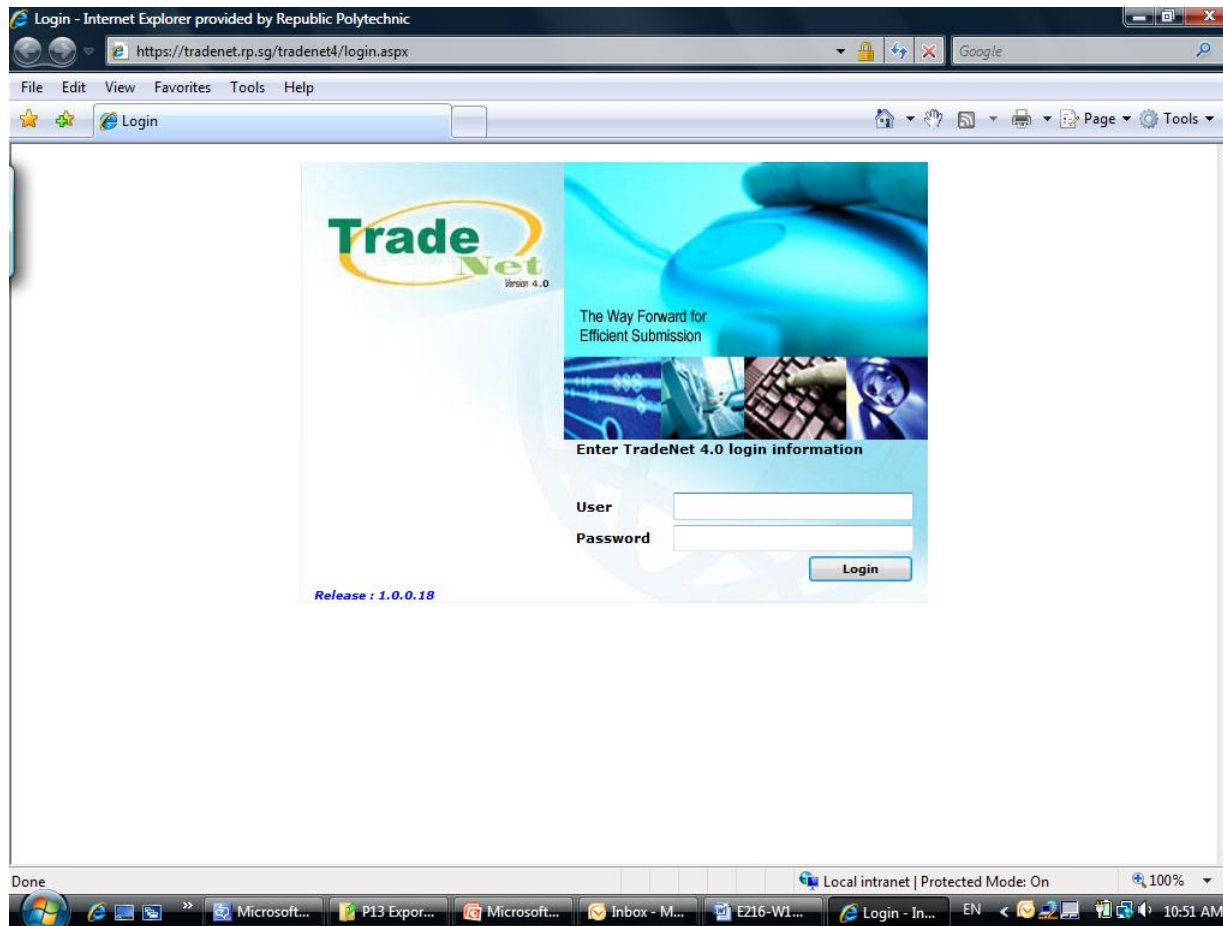 Login - Internet Explorer provided by Republic Polytechnic
https://tradenet.rp.sg/tradenet4/login.aspx
Google
File Edit View Favorites Tools Help
Login
Page Tools
Trade
Net
Version 4.0
The Way Forward for
Efficient Submission
Enter TradeNet 4.0 login information
User
Password
Login
Release : 1.0.0.18
Done
Local intranet | Protected Mode: On
100%
Microsoft...
P13 Expor...
Microsoft...
Inbox - M...
E216-W1...
Login - In...
EN
10:51 AM